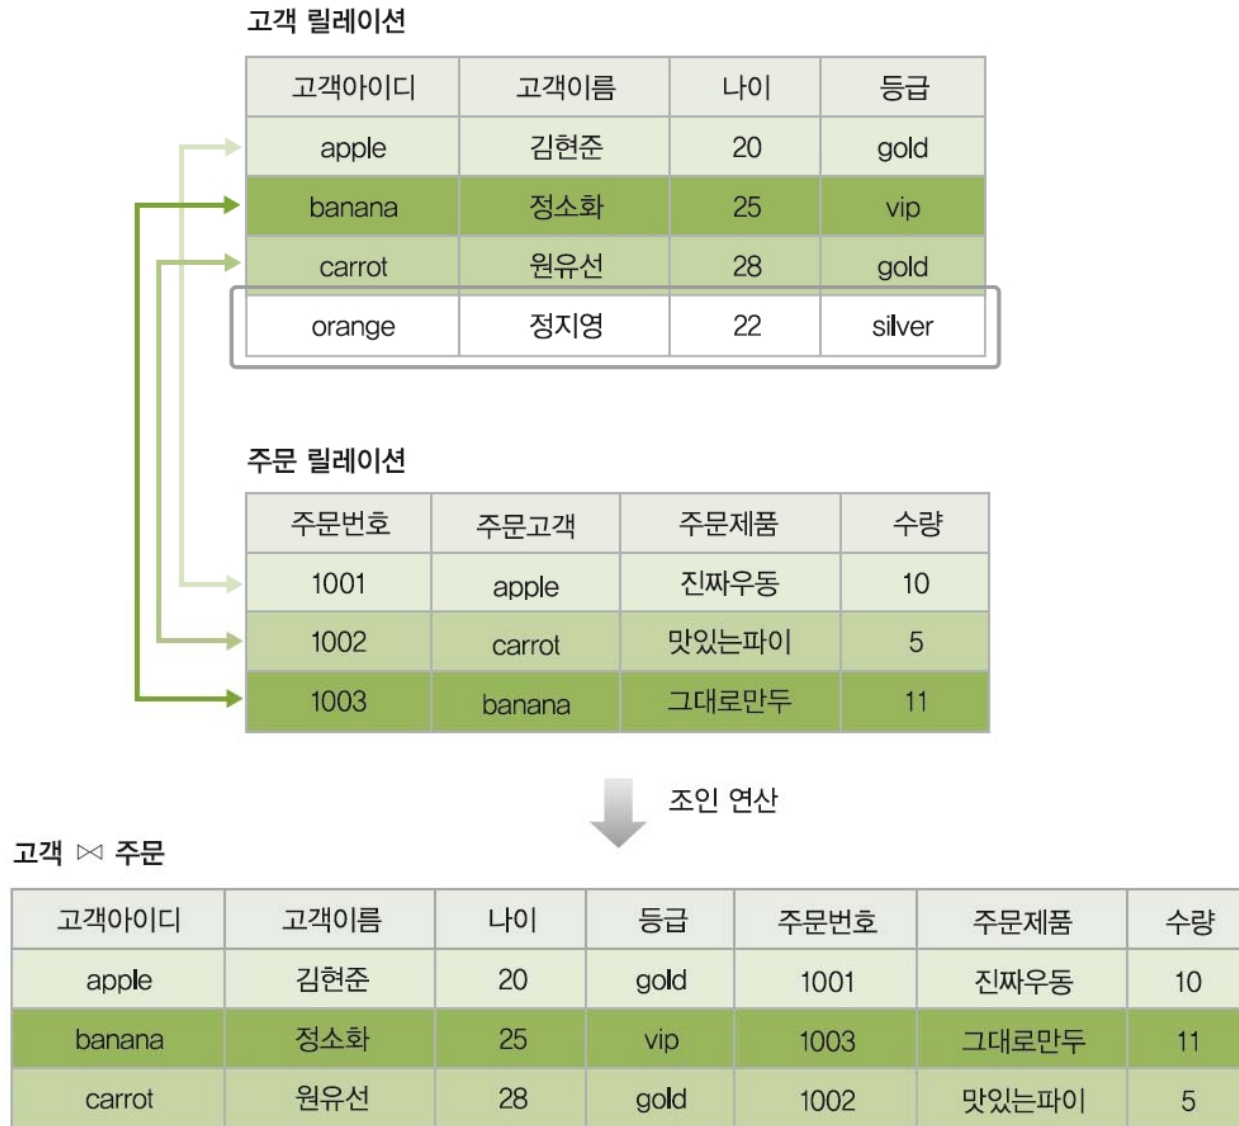 고객 릴레이션
고객아이디 고객이름 나이 등급
apple 김현준 20 gold
banana 정소화 25 vip
carrot 원유선 28 gold
orange 정지영 22 silver
주문 릴레이션
주문번호 주문고객 주문제품 수량
1001 apple 진짜우동 10
1002 carrot 맛있는파이 5
1003 banana 그대로만두 11
조인 연산
고객 ⋈ 주문
고객아이디 고객이름 나이 등급 주문번호 주문제품 수량
apple 김현준 20 gold 1001 진짜우동 10
banana 정소화 25 vip 1003 그대로만두 11
carrot 원유선 28 gold 1002 맛있는파이 5